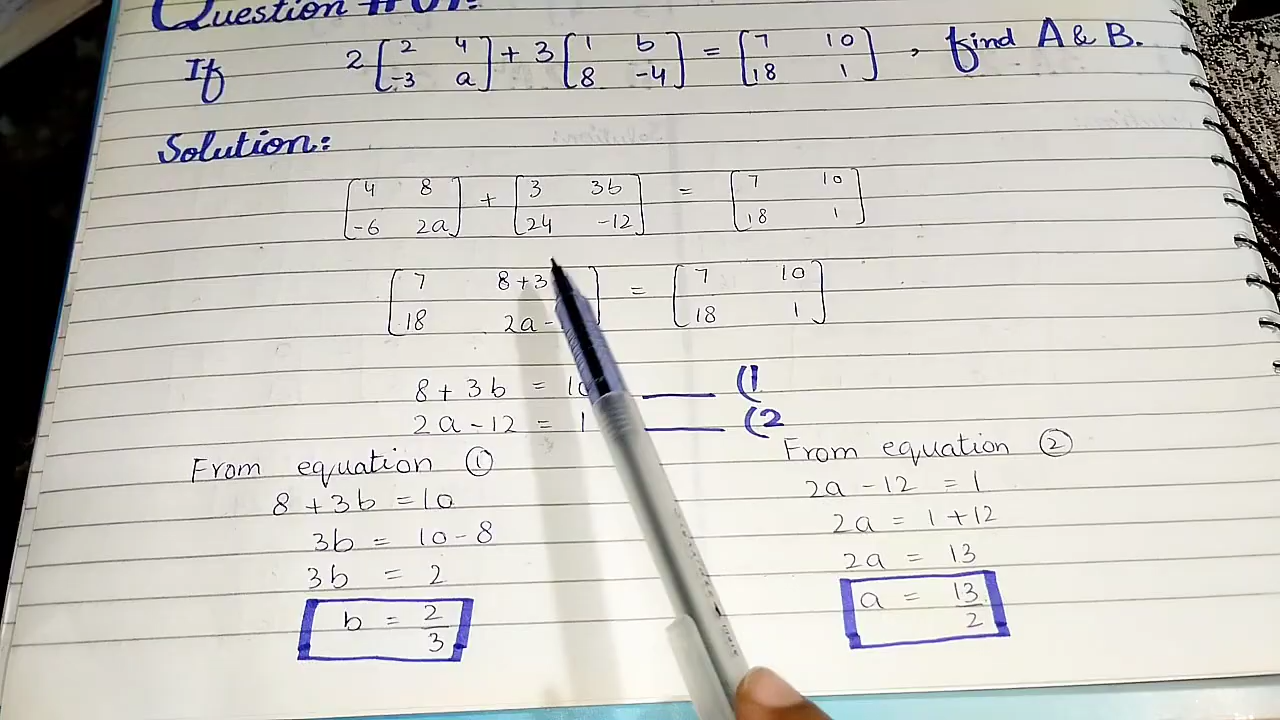 Question #01:
If 2 [2 4] + 3 [1 b] = [7 10] , find A & B.
[-3 a] [8 -4] [18 1]
Solution:
[4 8] + [3 3b] = [7 10]
[-6 2a] [24 -12] [18 1]
[7 8+3 ] = [7 10]
[18 2a- ] [18 1]
8 + 3b = 10 ——— (1
2a - 12 = 1 ——— (2
From equation ①
8 + 3b = 10
3b = 10 - 8
3b = 2
b = 2/3
From equation ②
2a - 12 = 1
2a = 1 + 12
2a = 13
a = 13/2